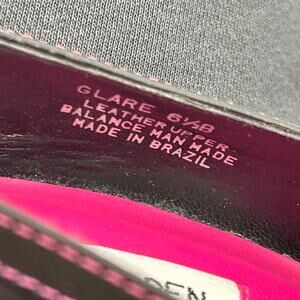 GLARE 6½B
LEATHER UPPER
BALANCE MAN MADE
MADE IN BRAZIL